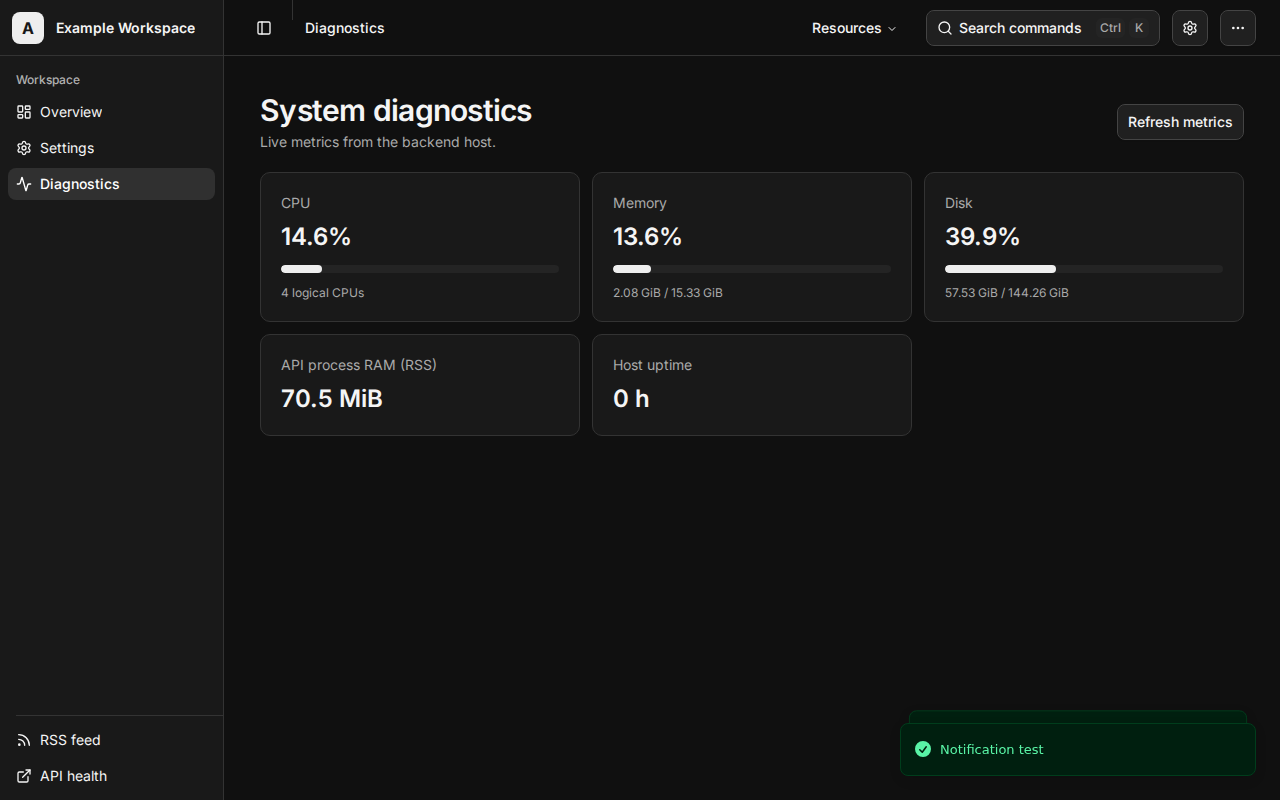 A
Example Workspace
Diagnostics
Resources
Search commands
Ctrl
K
Workspace
Overview
Settings
Diagnostics
RSS feed
API health
System diagnostics
Live metrics from the backend host.
Refresh metrics
CPU
14.6%
4 logical CPUs
Memory
13.6%
2.08 GiB / 15.33 GiB
Disk
39.9%
57.53 GiB / 144.26 GiB
API process RAM (RSS)
70.5 MiB
Host uptime
0 h
Notification test